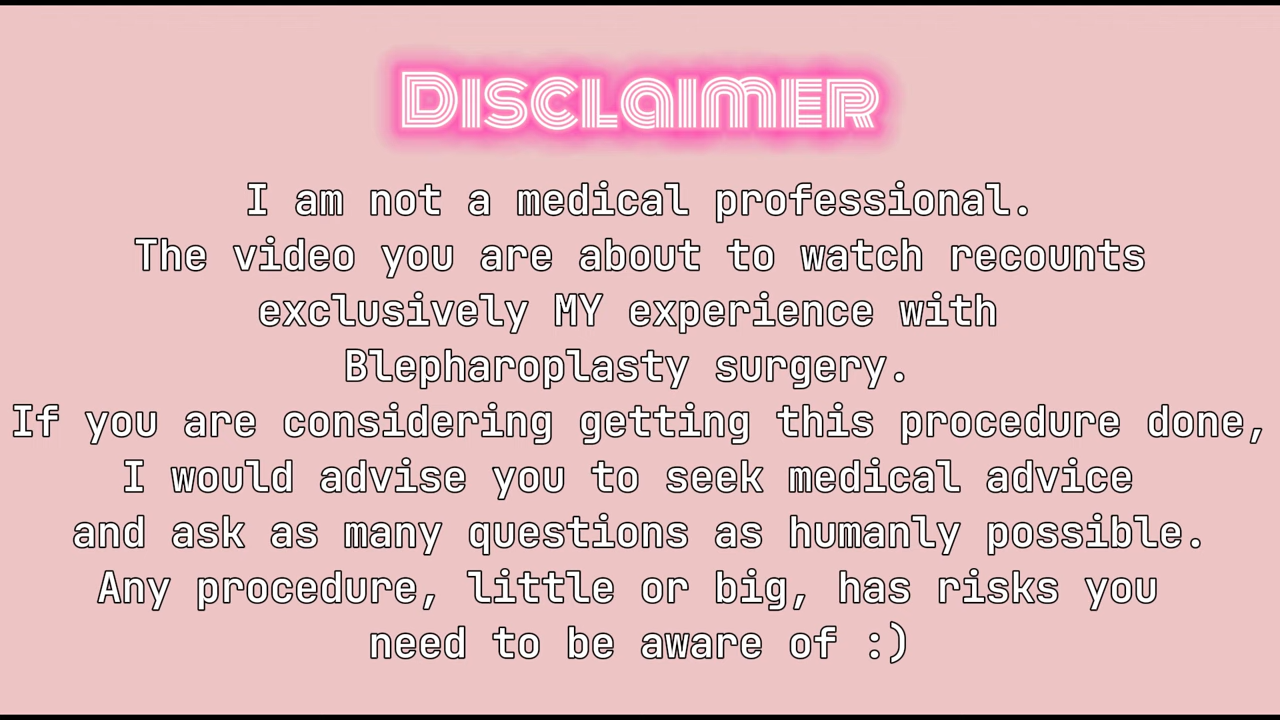 DISCLAIMER
I am not a medical professional.
The video you are about to watch recounts
exclusively MY experience with
Blepharoplasty surgery.
If you are considering getting this procedure done,
I would advise you to seek medical advice
and ask as many questions as humanly possible.
Any procedure, little or big, has risks you
need to be aware of :)